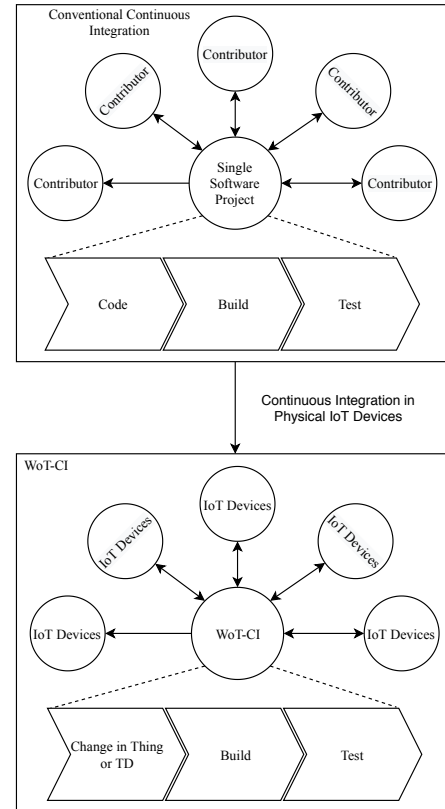 Conventional Continuous
Integration
Contributor
Contributor
Contributor
Contributor
Single
Software
Project
Contributor
Code
Build
Test
Continuous Integration in
Physical IoT Devices
WoT-CI
IoT Devices
IoT Devices
IoT Devices
IoT Devices
WoT-CI
IoT Devices
Change in Thing
or TD
Build
Test